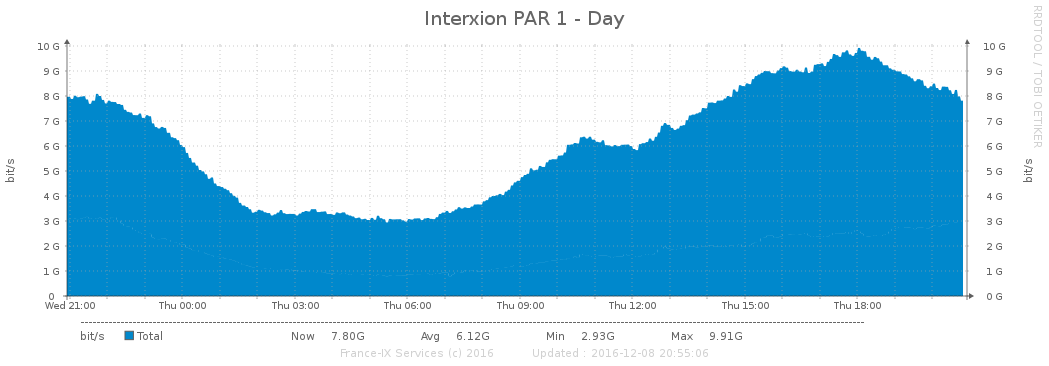 Interxion PAR 1 - Day
RRDTOOL / TOBI OETIKER
10 G 10 G
9 G 9 G
8 G 8 G
7 G 7 G
6 G 6 G
5 G 5 G
4 G 4 G
3 G 3 G
2 G 2 G
1 G 1 G
0 0 G
bit/s bit/s
Wed 21:00 Thu 00:00 Thu 03:00 Thu 06:00 Thu 09:00 Thu 12:00 Thu 15:00 Thu 18:00
bit/s Total Now 7.80G Avg 6.12G Min 2.93G Max 9.91G
France-IX Services (c) 2016 Updated : 2016-12-08 20:55:06